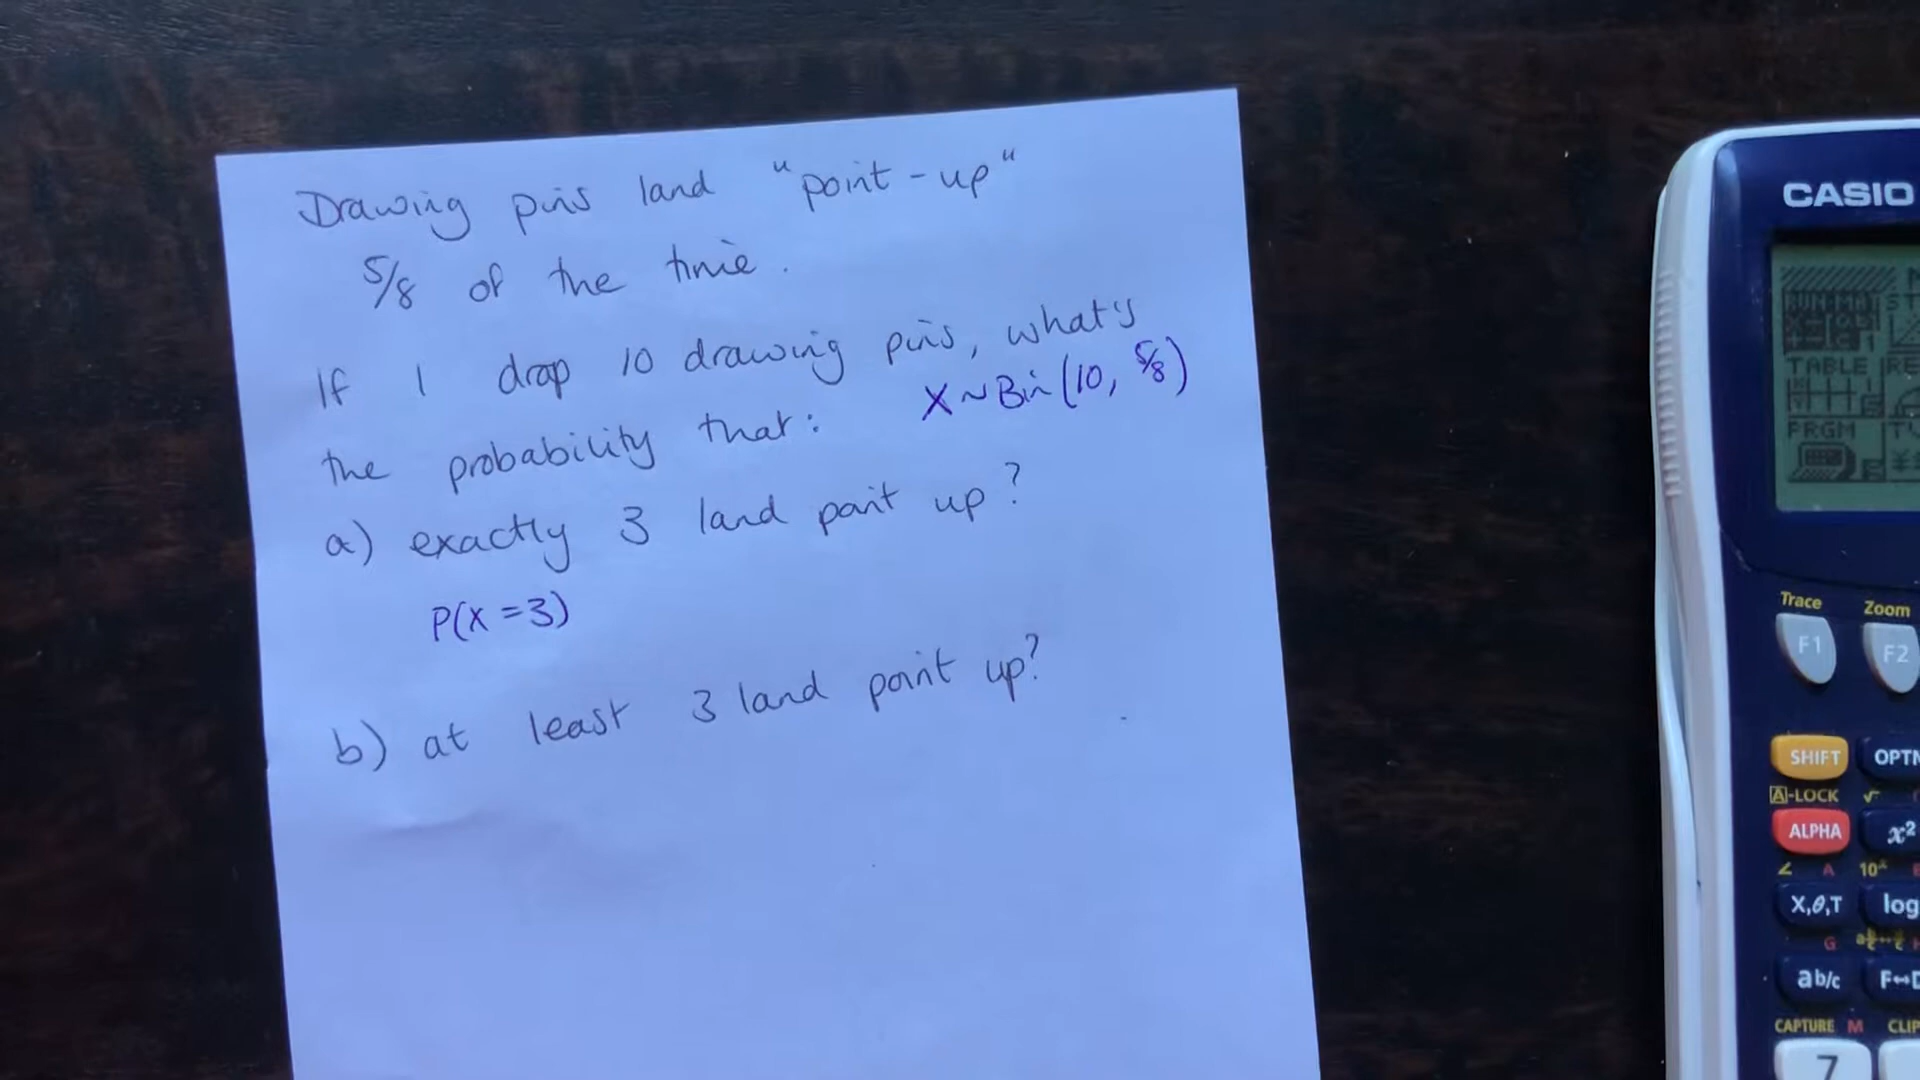 Drawing pins land "point-up"
5/8 of the time.
If I drop 10 drawing pins, what's
the probability that:
X~Bin(10, 5/8)
a) exactly 3 land point up?
P(X=3)
b) at least 3 land point up?
CASIO
TABLE
PRGM
Trace Zoom
F1 F2
SHIFT OPTN
A-LOCK √
ALPHA x²
∠ A 10ˣ
X,θ,T log
G
ab/c F↔D
CAPTURE M CLIP
7